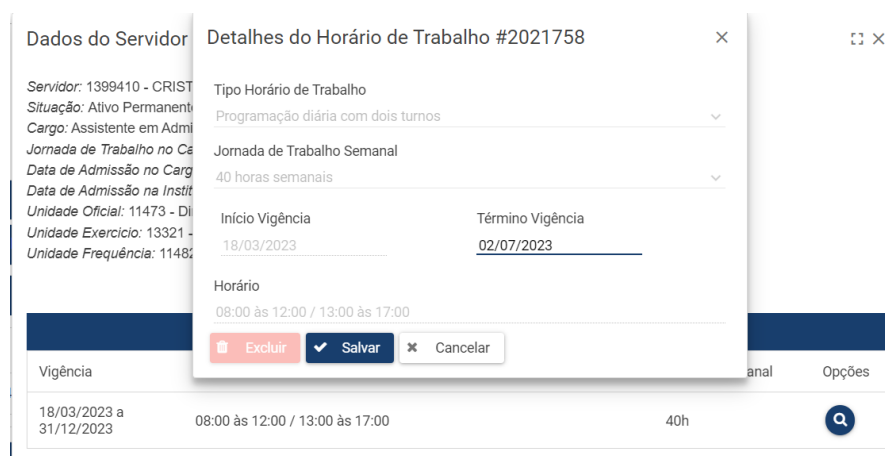 Dados do Servidor
Servidor: 1399410 - CRIST
Situação: Ativo Permanent
Cargo: Assistente em Admi
Jornada de Trabalho no Ca
Data de Admissão no Carg
Data de Admissão na Instit
Unidade Oficial: 11473 - Di
Unidade Exercicio: 13321 -
Unidade Frequência: 11482
Detalhes do Horário de Trabalho #2021758
Tipo Horário de Trabalho
Programação diária com dois turnos
Jornada de Trabalho Semanal
40 horas semanais
Início Vigência Término Vigência
18/03/2023 02/07/2023
Horário
08:00 às 12:00 / 13:00 às 17:00
Excluir Salvar Cancelar
Vigência anal Opções
18/03/2023 a
31/12/2023
08:00 às 12:00 / 13:00 às 17:00 40h